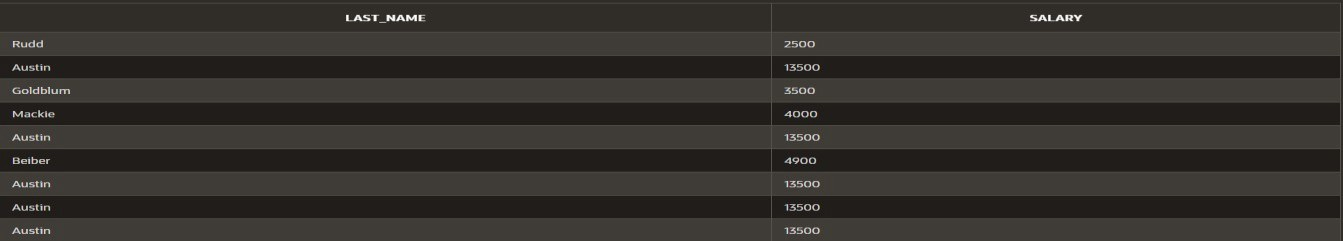 LAST_NAME SALARY
Rudd 2500
Austin 13500
Goldblum 3500
Mackie 4000
Austin 13500
Beiber 4900
Austin 13500
Austin 13500
Austin 13500